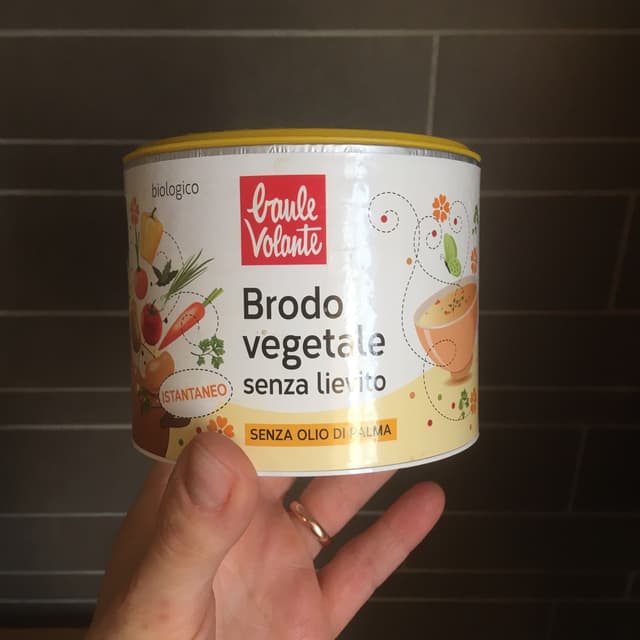 biologico
baule
volante
Brodo
vegetale
senza lievito
ISTANTANEO
SENZA OLIO DI PALMA